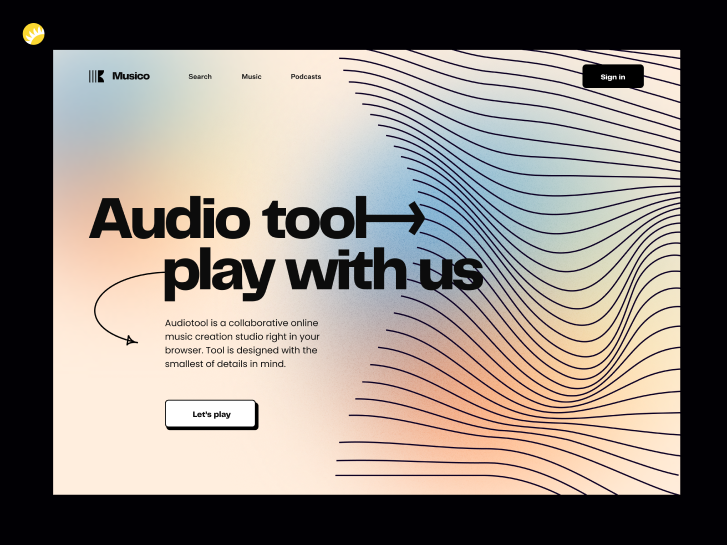 Musico
Search
Music
Podcasts
Sign in
Audio tool
play with us
Audiotool is a collaborative online
music creation studio right in your
browser. Tool is designed with the
smallest of details in mind.
Let's play